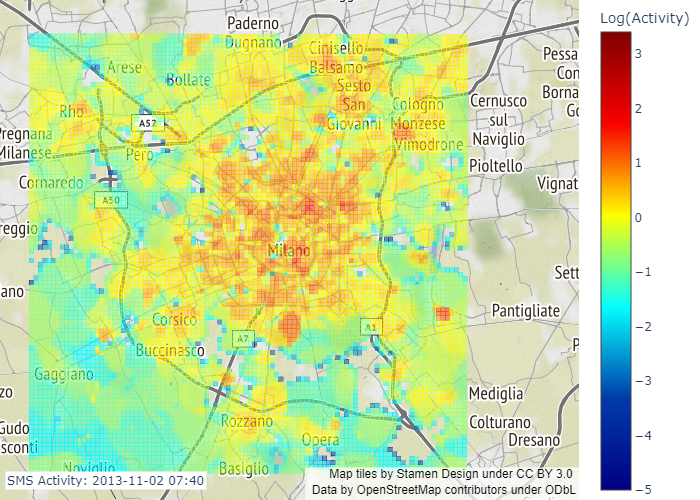 Log(Activity)
3
2
1
0
−1
−2
−3
−4
−5
Paderno
Dugnano
Cinisello
Balsamo
Arese
Bollate
Sesto
San
Giovanni
Pessa
Con
Borna
Go
Rho
A52
Cologno
Monzese
Cernusco
sul
Naviglio
Pregnana
Milanese
Pero
Vimodrone
Pioltello
Cornaredo
Vignat
A50
reggio
Milano
Sett
ano
Pantigliate
Corsico
A7
A1
Buccinasco
P
Gaggiano
zo
Mediglia
Rozzano
Colturano
Gudo
Dresano
sconti
Opera
Noviglio
Basiglio
SMS Activity: 2013-11-02 07:40
Map tiles by Stamen Design under CC BY 3.0
Data by OpenStreetMap contributors under ODbL